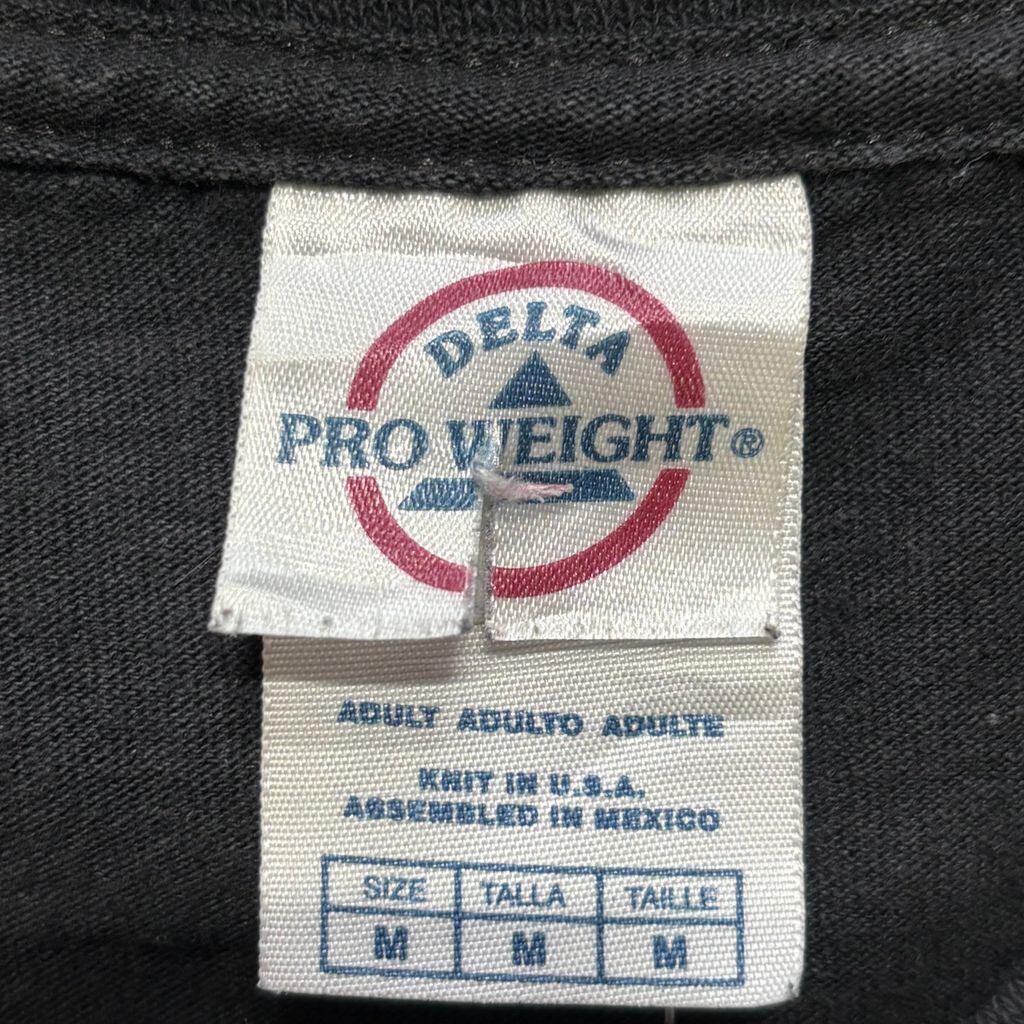 DELTA
PRO WEIGHT®
ADULT ADULTO ADULTE
KNIT IN U.S.A.
ASSEMBLED IN MEXICO
SIZE TALLA TAILLE
M M M